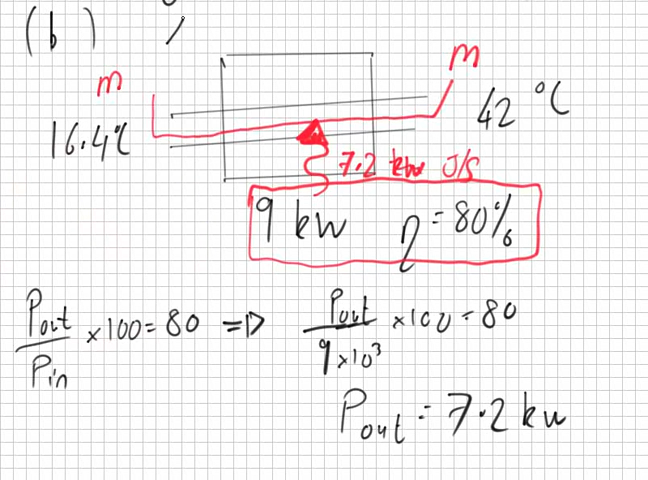 (b)
m
m
16.4℃
42 °C
7.2 kw J/s
9 kw η = 80%
Pout/Pin ×100 = 80 => Pout/9×10³ ×100 = 80
Pout = 7.2 kw